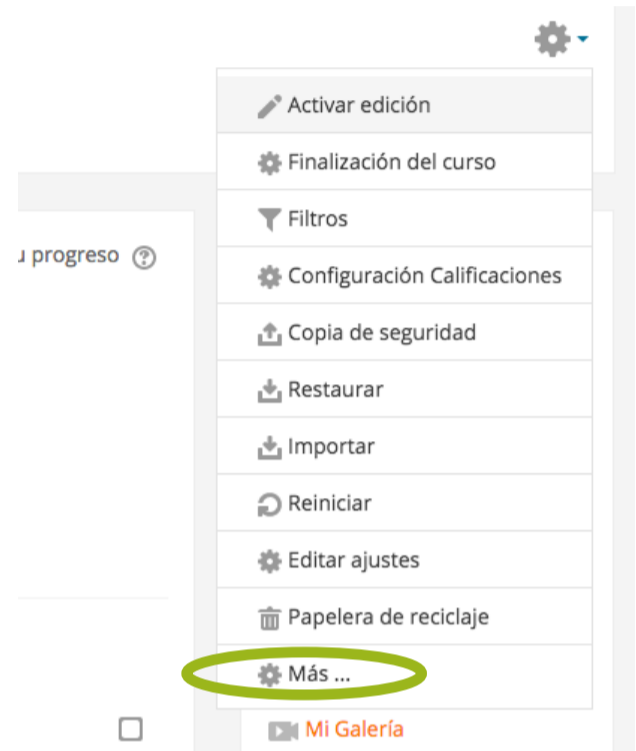 Activar edición
Finalización del curso
Filtros
u progreso
Configuración Calificaciones
Copia de seguridad
Restaurar
Importar
Reiniciar
Editar ajustes
Papelera de reciclaje
Más ...
Mi Galería